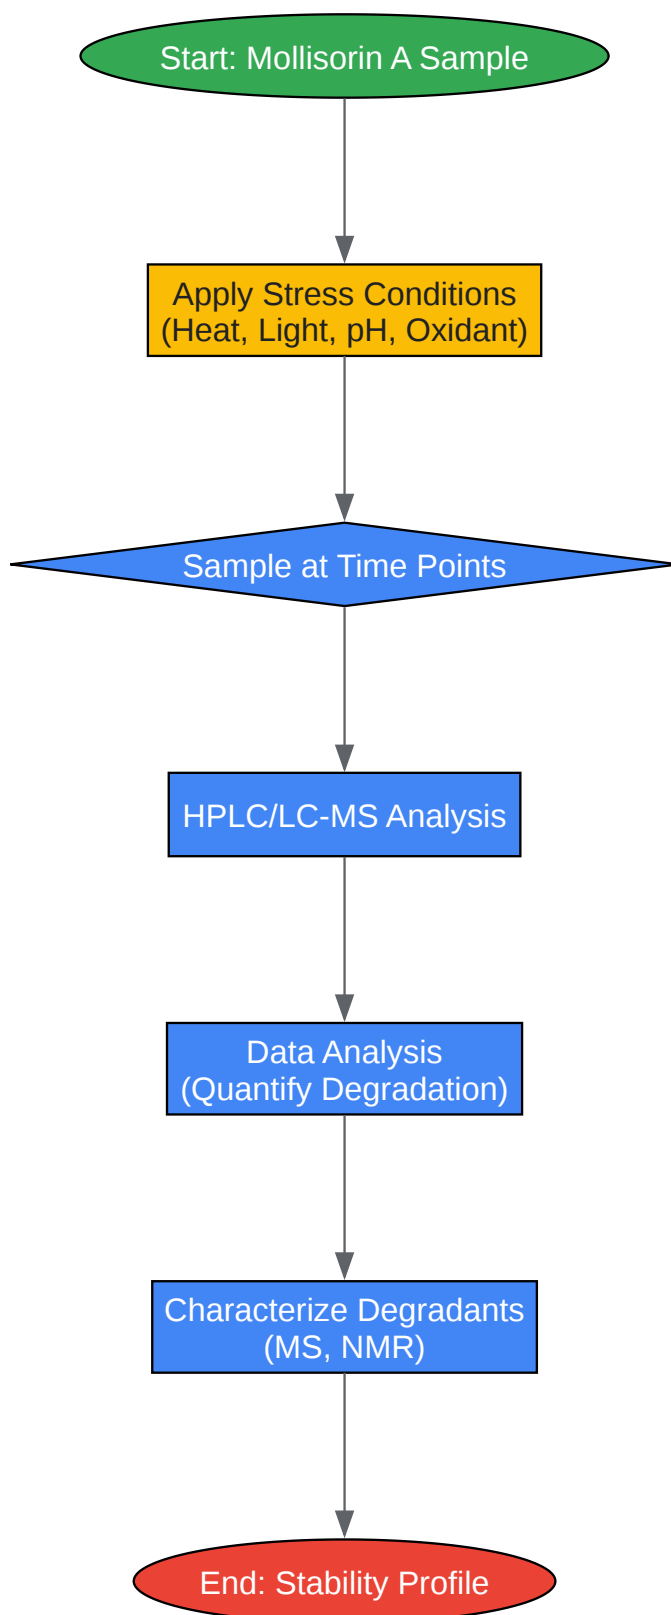 Start: Mollisorin A Sample
Apply Stress Conditions
(Heat, Light, pH, Oxidant)
Sample at Time Points
HPLC/LC-MS Analysis
Data Analysis
(Quantify Degradation)
Characterize Degradants
(MS, NMR)
End: Stability Profile